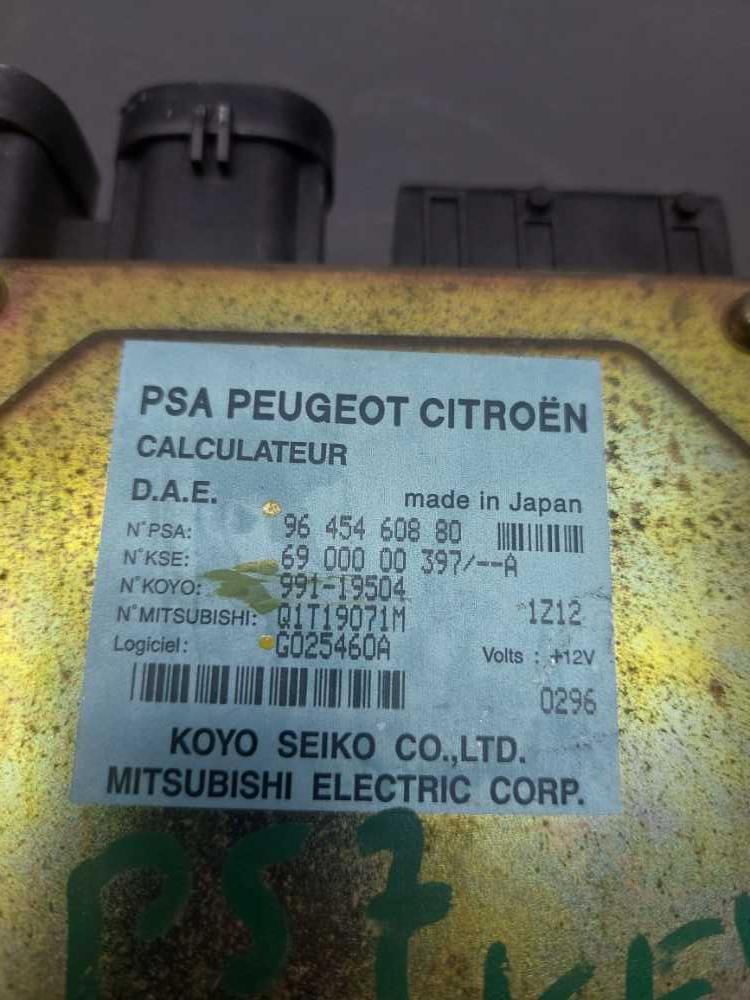 PSA PEUGEOT CITROËN
CALCULATEUR
D.A.E. made in Japan
N°PSA: 96 454 608 80
N°KSE: 69 000 00 397/--A
N°KOYO: 991-19504
N°MITSUBISHI: Q1T19071M 1Z12
Logiciel: G025460A Volts : +12V
0296
KOYO SEIKO CO.,LTD.
MITSUBISHI ELECTRIC CORP.
PS7